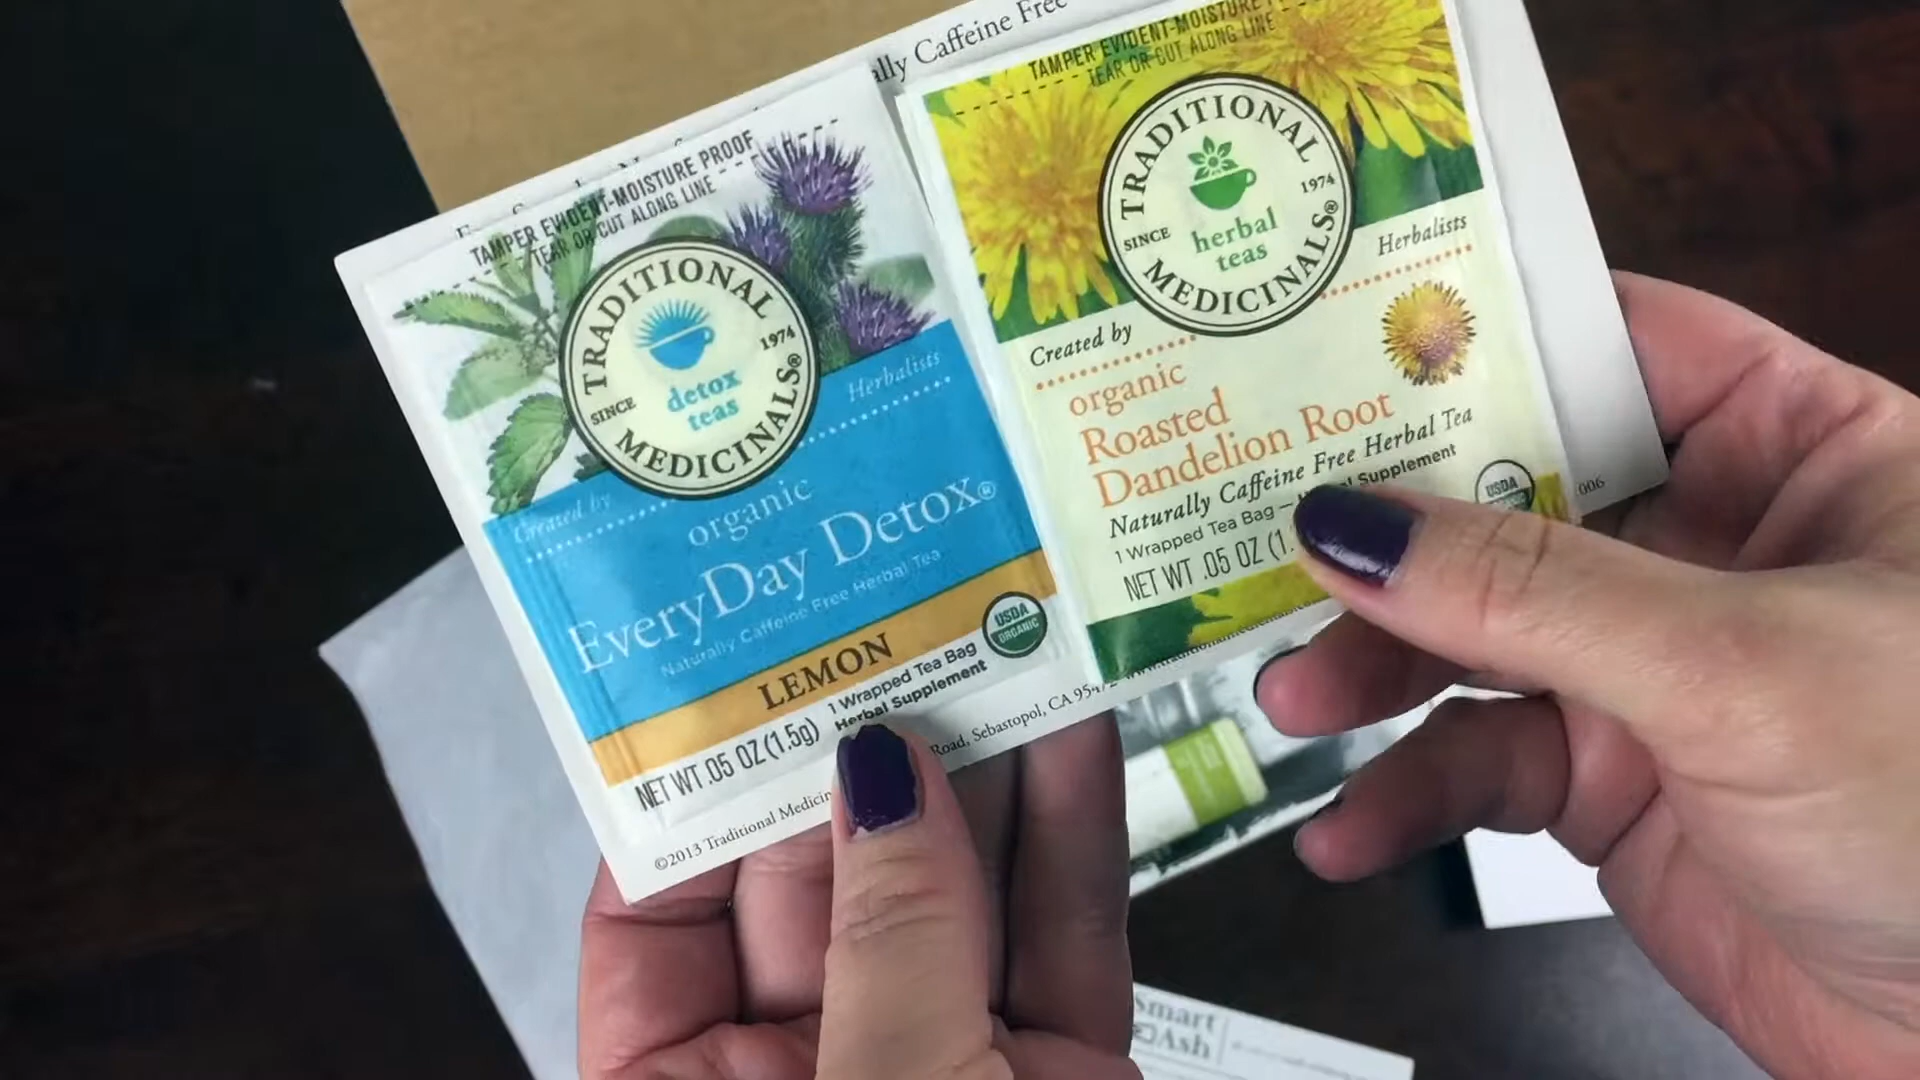 ally Caffeine Free
TAMPER EVIDENT-MOISTURE PROOF
TEAR OR CUT ALONG LINE
TRADITIONAL
MEDICINALS®
SINCE
1974
detox
teas
Created by
Herbalists
organic
EveryDay Detox®
Naturally Caffeine Free Herbal Tea
LEMON
USDA
ORGANIC
1 Wrapped Tea Bag
Herbal Supplement
NET WT .05 OZ (1.5g)
TAMPER EVIDENT-MOISTURE
TEAR OR CUT ALONG LINE
TRADITIONAL
MEDICINALS®
SINCE
1974
herbal
teas
Created by
Herbalists
organic
Roasted
Dandelion Root
Naturally Caffeine Free Herbal Tea
1 Wrapped Tea Bag — Supplement
NET WT .05 OZ (1.
USDA
006
©2013 Traditional Road, Sebastopol, CA
Smart
Ash